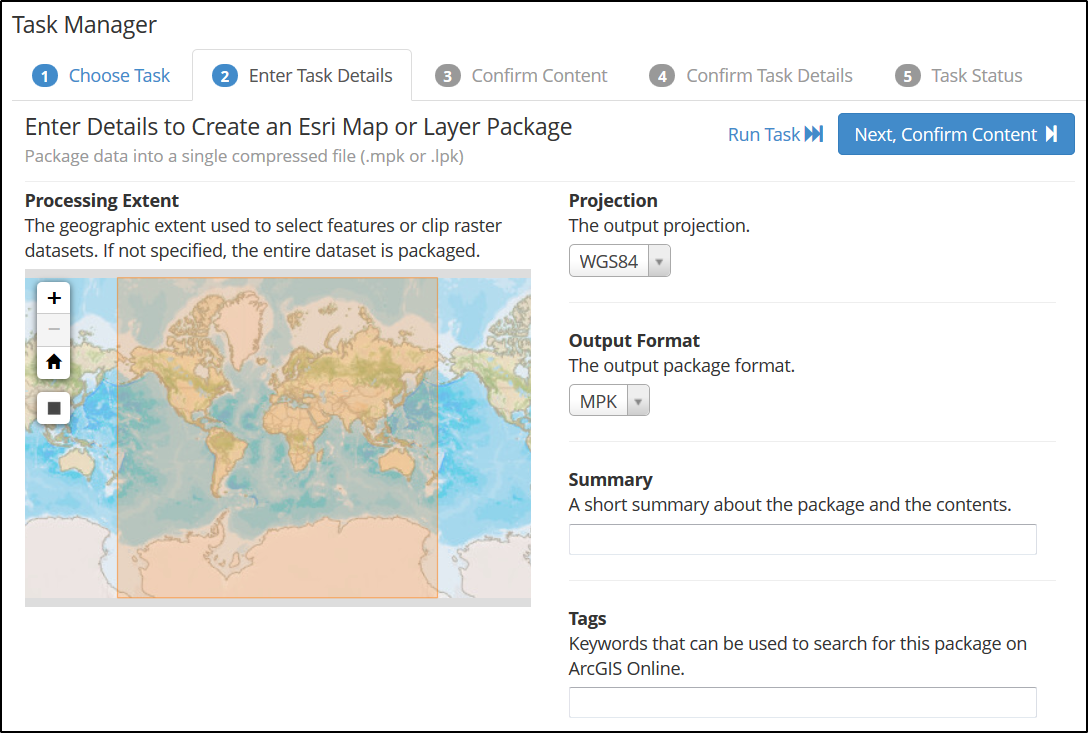 Task Manager
1 Choose Task
2 Enter Task Details
3 Confirm Content
4 Confirm Task Details
5 Task Status
Enter Details to Create an Esri Map or Layer Package
Package data into a single compressed file (.mpk or .lpk)
Run Task
Next, Confirm Content
Processing Extent
The geographic extent used to select features or clip raster
datasets. If not specified, the entire dataset is packaged.
+
−
Projection
The output projection.
WGS84
Output Format
The output package format.
MPK
Summary
A short summary about the package and the contents.
Tags
Keywords that can be used to search for this package on
ArcGIS Online.